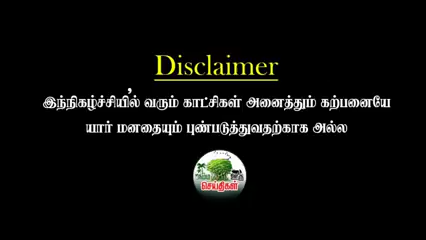 Disclaimer
இந்நிகழ்ச்சியில் வரும் காட்சிகள் அனைத்தும் கற்பனையே
யார் மனதையும் புண்படுத்துவதற்காக அல்ல
செய்திகள்